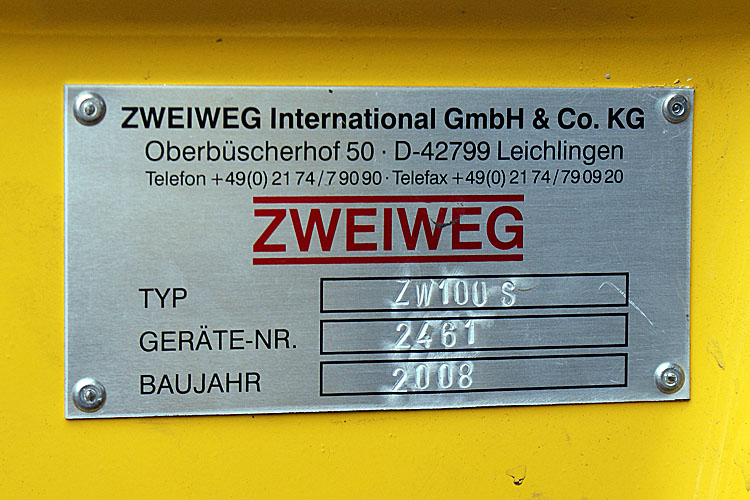 ZWEIWEG International GmbH & Co. KG
Oberbüscherhof 50 · D-42799 Leichlingen
Telefon +49(0) 21 74 / 7 90 90 · Telefax +49(0) 21 74 / 79 09 20
ZWEIWEG
TYP ZW100 S
GERÄTE-NR. 2461
BAUJAHR 2008